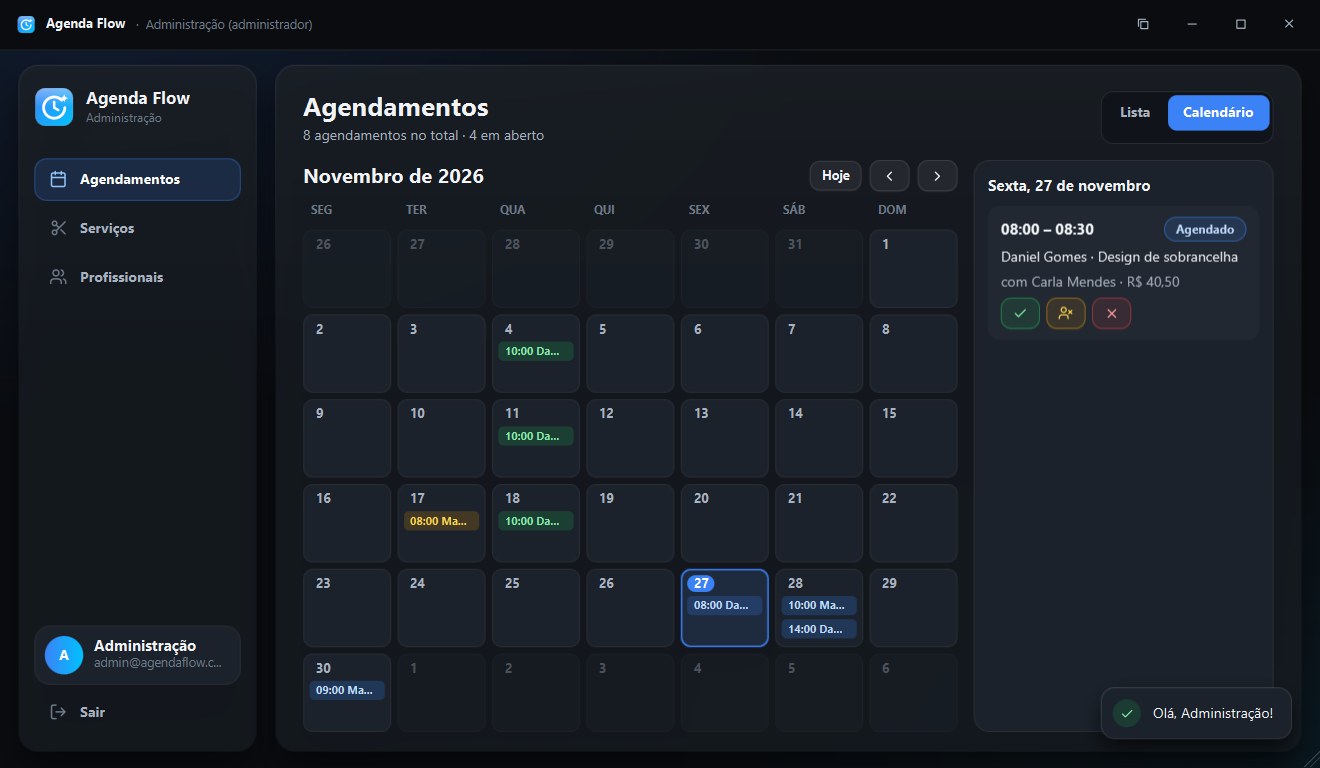 Agenda Flow · Administração (administrador)
Agenda Flow
Administração
Agendamentos
Serviços
Profissionais
Administração
admin@agendaflow.c...
Sair
Agendamentos
8 agendamentos no total · 4 em aberto
Lista Calendário
Novembro de 2026
Hoje
SEG TER QUA QUI SEX SÁB DOM
26 27 28 29 30 31 1
2 3 4 5 6 7 8
10:00 Da...
9 10 11 12 13 14 15
10:00 Da...
16 17 18 19 20 21 22
08:00 Ma... 10:00 Da...
23 24 25 26 27 28 29
08:00 Da... 10:00 Ma...
14:00 Da...
30 1 2 3 4 5 6
09:00 Ma...
Sexta, 27 de novembro
08:00 – 08:30 Agendado
Daniel Gomes · Design de sobrancelha
com Carla Mendes · R$ 40,50
Olá, Administração!
A